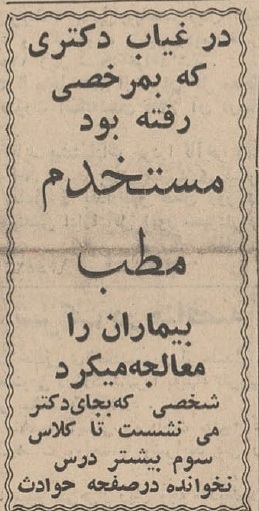 در غیاب دکتری
که بمرخصی
رفته بود
مستخدم
مطب
بیماران را
معالجه‌میکرد
شخصی که‌بجای‌دکتر
می نشست تا کلاس
سوم بیشتر درس
نخوانده درصفحه حوادث